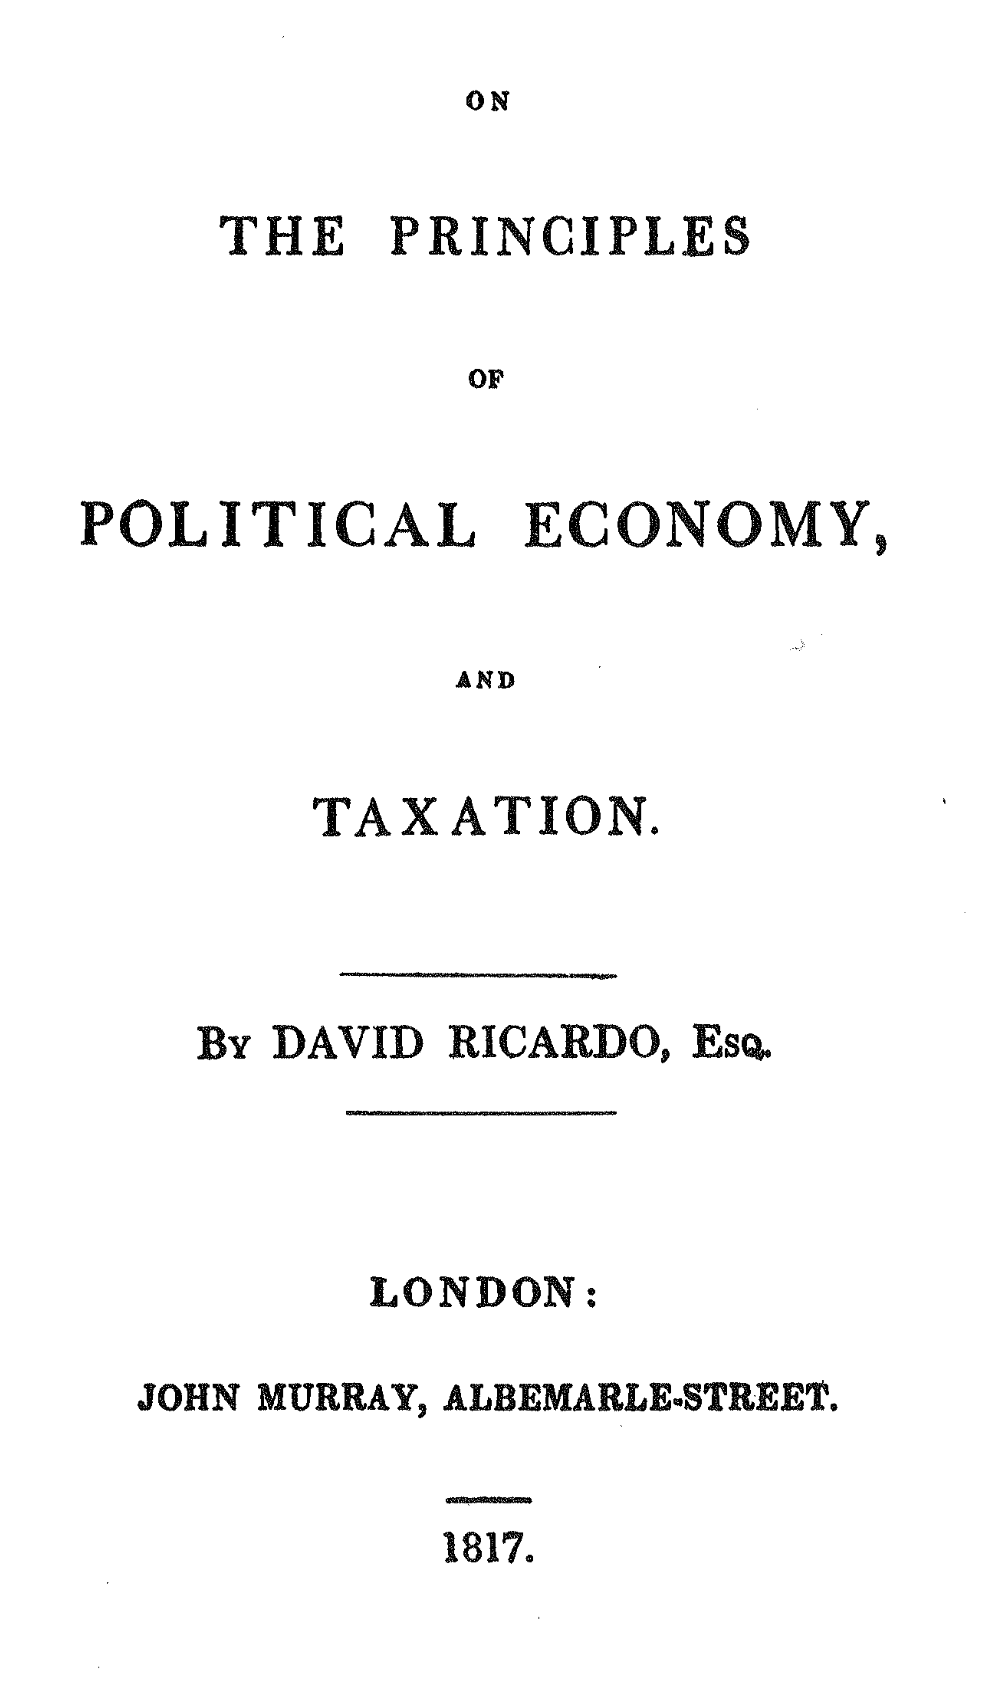 ON
THE PRINCIPLES
OF
POLITICAL ECONOMY,
AND
TAXATION.
By DAVID RICARDO, Esq.
LONDON:
JOHN MURRAY, ALBEMARLE-STREET.
1817.